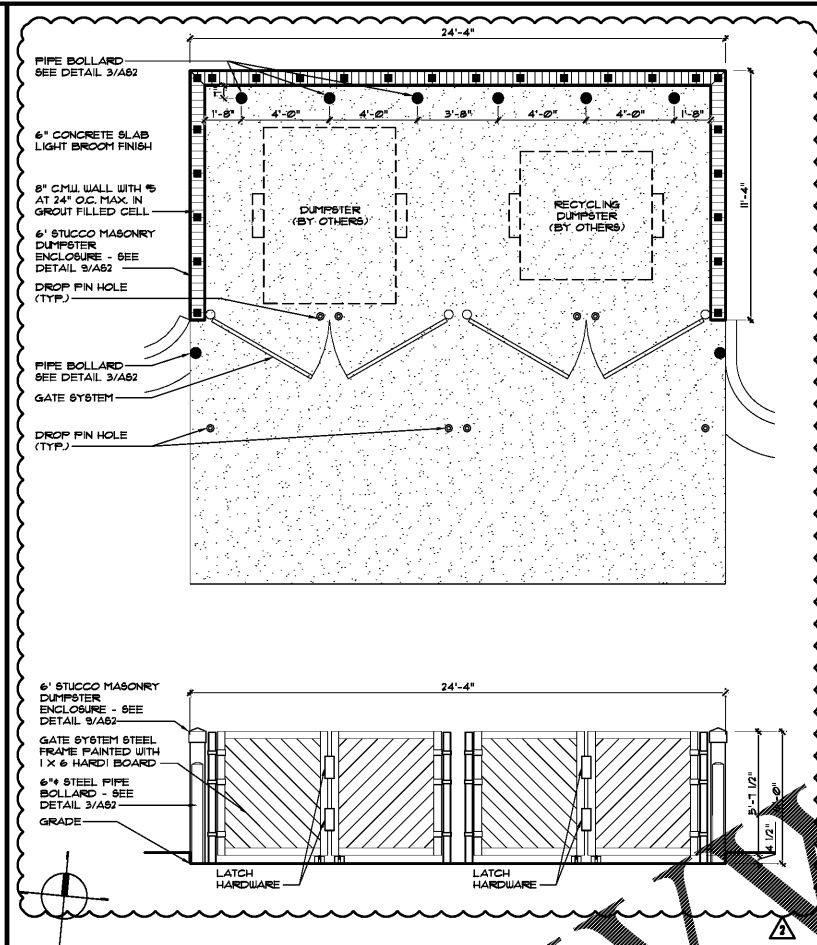 24'-4"
PIPE BOLLARD
SEE DETAIL 3/AS2
1'-8"
4'-0"
4'-0"
3'-8"
4'-0"
4'-0"
1'-8"
6" CONCRETE SLAB
LIGHT BROOM FINISH
8" C.M.U. WALL WITH #5
AT 24" O.C. MAX. IN
GROUT FILLED CELL
DUMPSTER
(BY OTHERS)
RECYCLING
DUMPSTER
(BY OTHERS)
11'-4"
6' STUCCO MASONRY
DUMPSTER
ENCLOSURE - SEE
DETAIL 9/AS2
DROP PIN HOLE
(TYP.)
PIPE BOLLARD
SEE DETAIL 3/AS2
GATE SYSTEM
DROP PIN HOLE
(TYP.)
24'-4"
6' STUCCO MASONRY
DUMPSTER
ENCLOSURE - SEE
DETAIL 9/AS2
GATE SYSTEM STEEL
FRAME PAINTED WITH
1 X 6 HARDI BOARD
6"ϕ STEEL PIPE
BOLLARD - SEE
DETAIL 3/AS2
GRADE
5'-7 1/2"
4 1/2"
LATCH
HARDWARE
LATCH
HARDWARE
2